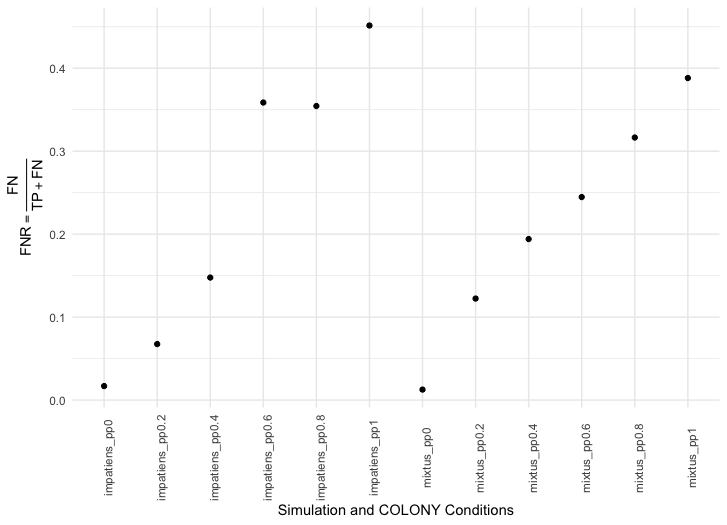 0.4
0.3
0.2
0.1
0.0
FNR = FN / TP + FN
impatiens_pp0
impatiens_pp0.2
impatiens_pp0.4
impatiens_pp0.6
impatiens_pp0.8
impatiens_pp1
mixtus_pp0
mixtus_pp0.2
mixtus_pp0.4
mixtus_pp0.6
mixtus_pp0.8
mixtus_pp1
Simulation and COLONY Conditions